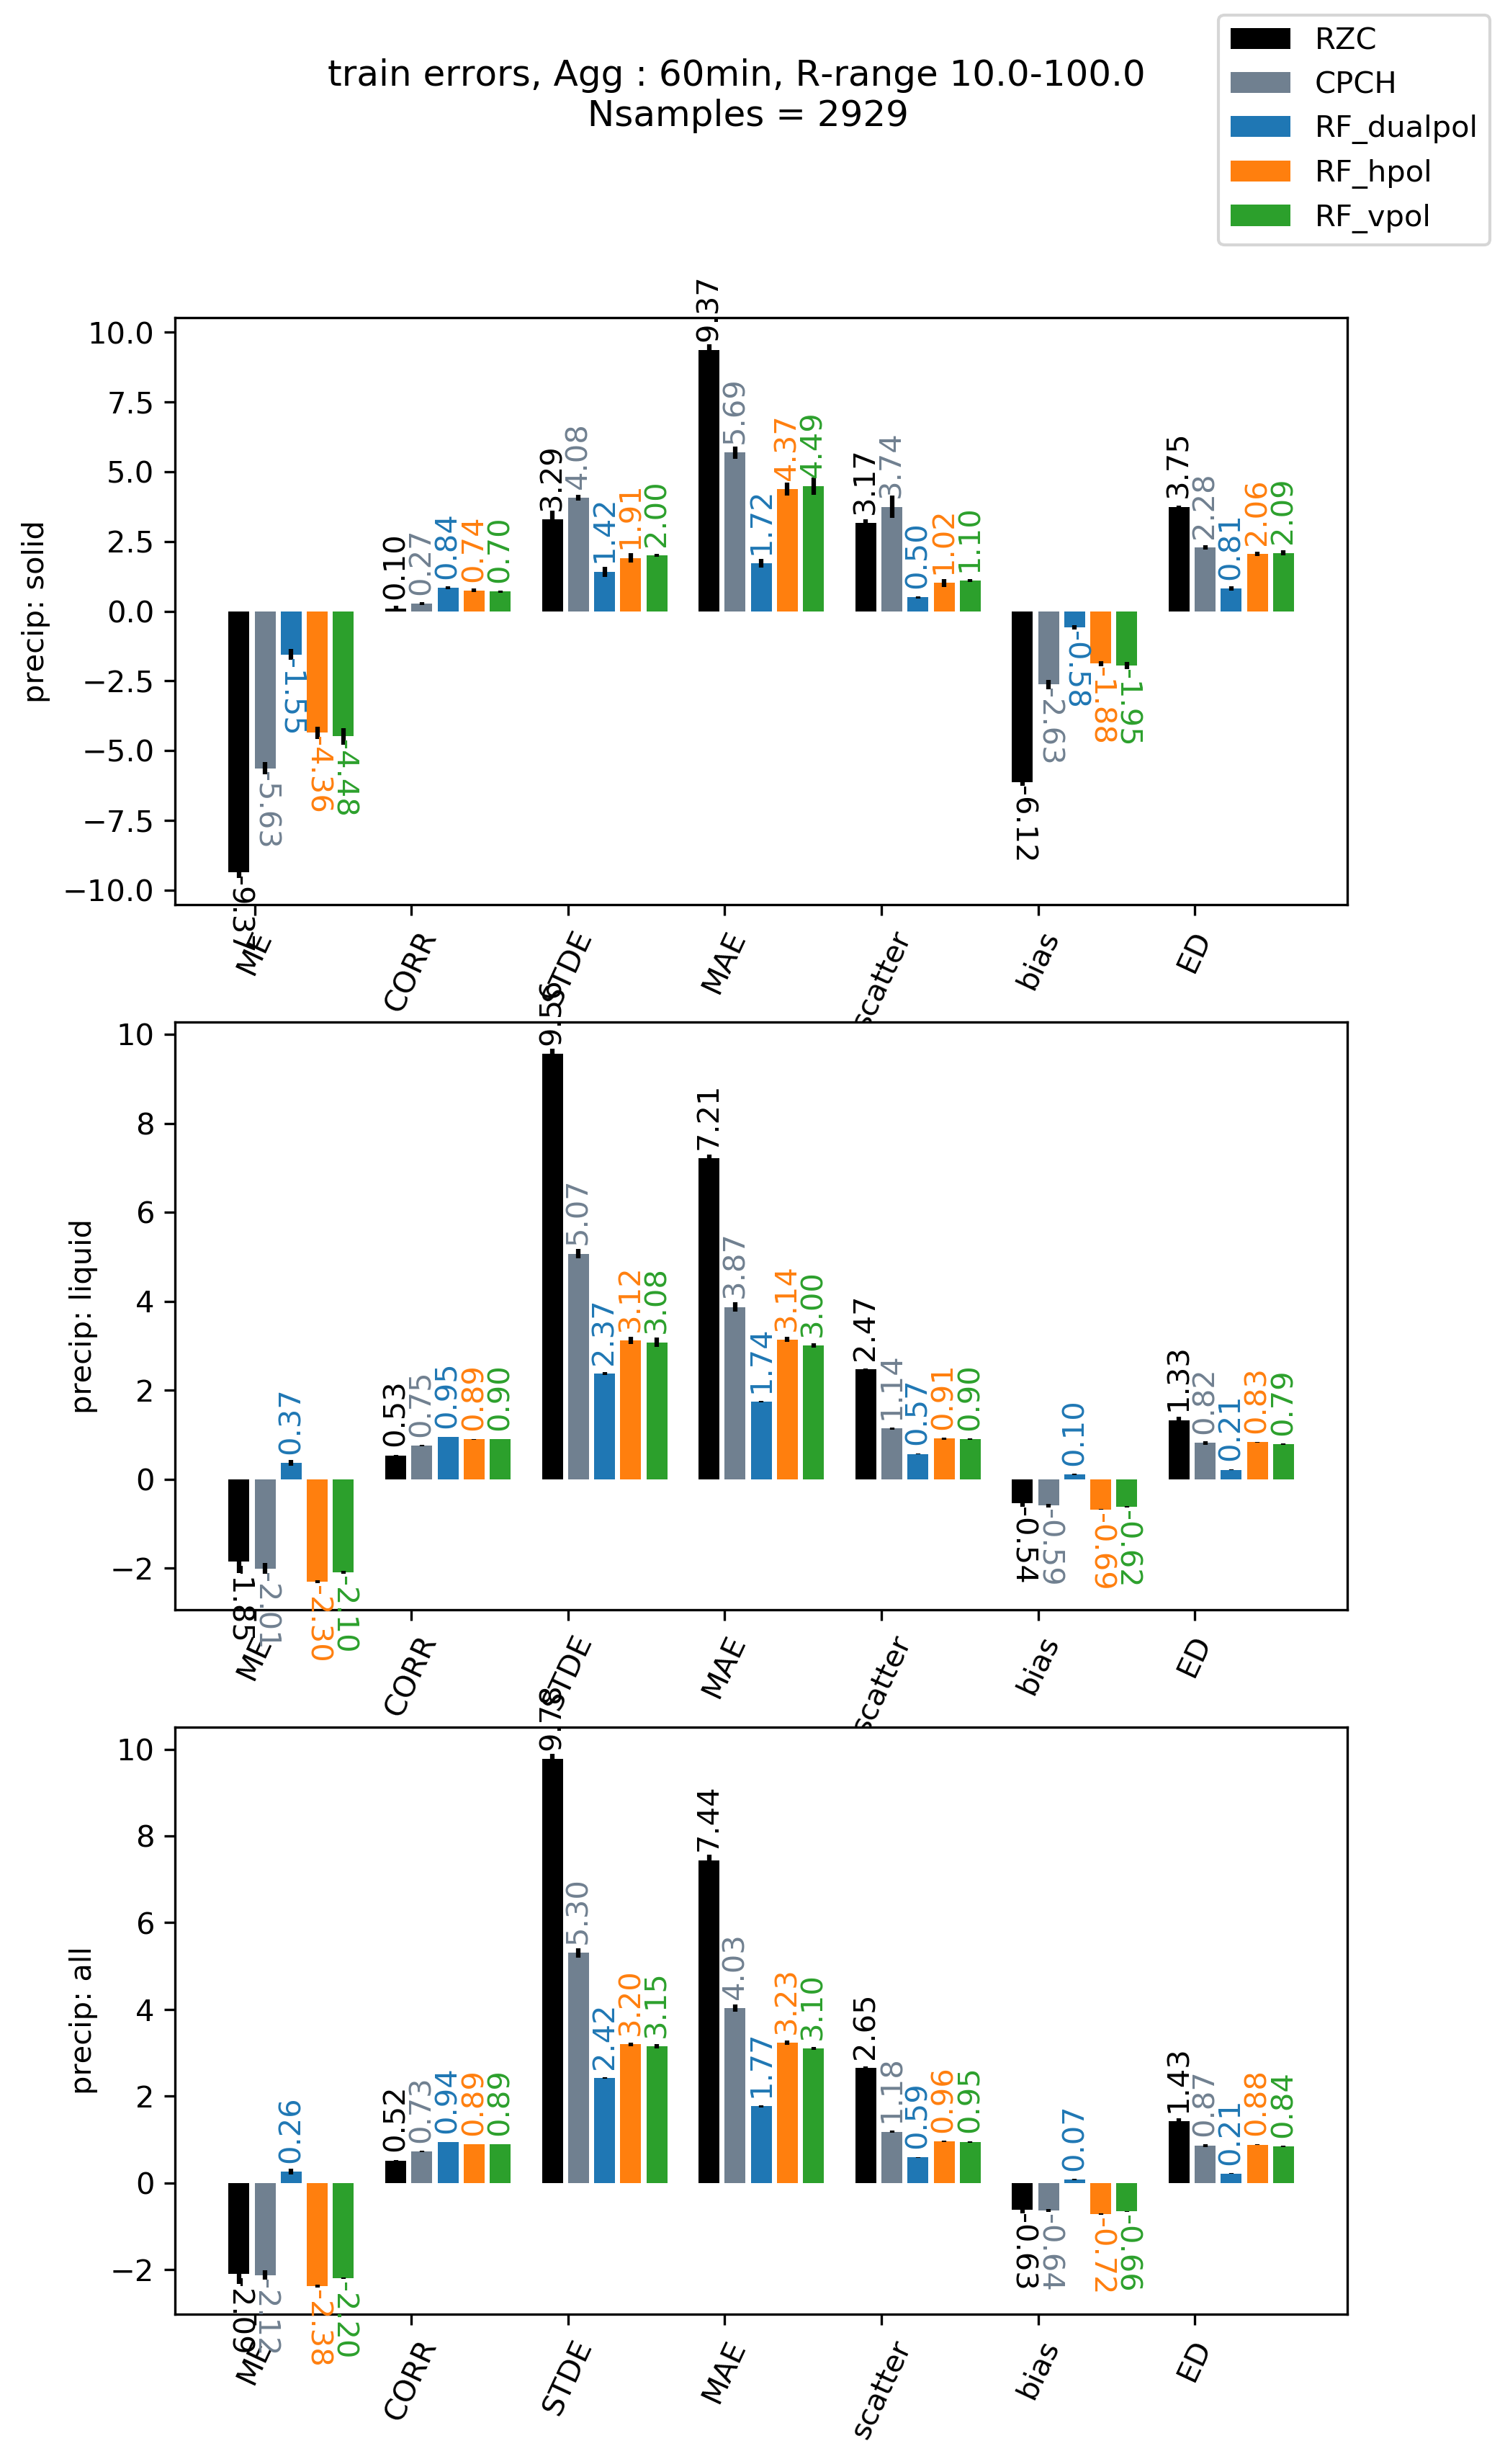 train errors, Agg : 60min, R-range 10.0-100.0
Nsamples = 2929
RZC
CPCH
RF_dualpol
RF_hpol
RF_vpol
precip: solid
10.0
7.5
5.0
2.5
0.0
−2.5
−5.0
−7.5
−10.0
-9.37 -5.63 -1.55 -4.36 -4.48
0.10 0.27 0.84 0.74 0.70
3.29 4.08 1.42 1.91 2.00
9.37 5.69 1.72 4.37 4.49
3.17 3.74 0.50 1.02 1.10
-6.12 -2.63 -0.58 -1.88 -1.95
3.75 2.28 0.81 2.06 2.09
ME CORR STDE MAE scatter bias ED
precip: liquid
10
8
6
4
2
0
−2
-1.85 -2.01 0.37 -2.30 -2.10
0.53 0.75 0.95 0.89 0.90
9.56 5.07 2.37 3.12 3.08
7.21 3.87 1.74 3.14 3.00
2.47 1.14 0.57 0.91 0.90
-0.54 -0.59 0.10 -0.69 -0.62
1.33 0.82 0.21 0.83 0.79
ME CORR STDE MAE scatter bias ED
precip: all
10
8
6
4
2
0
−2
-2.09 -2.12 0.26 -2.38 -2.20
0.52 0.73 0.94 0.89 0.89
9.78 5.30 2.42 3.20 3.15
7.44 4.03 1.77 3.23 3.10
2.65 1.18 0.59 0.96 0.95
-0.63 -0.64 0.07 -0.72 -0.66
1.43 0.87 0.21 0.88 0.84
ME CORR STDE MAE scatter bias ED